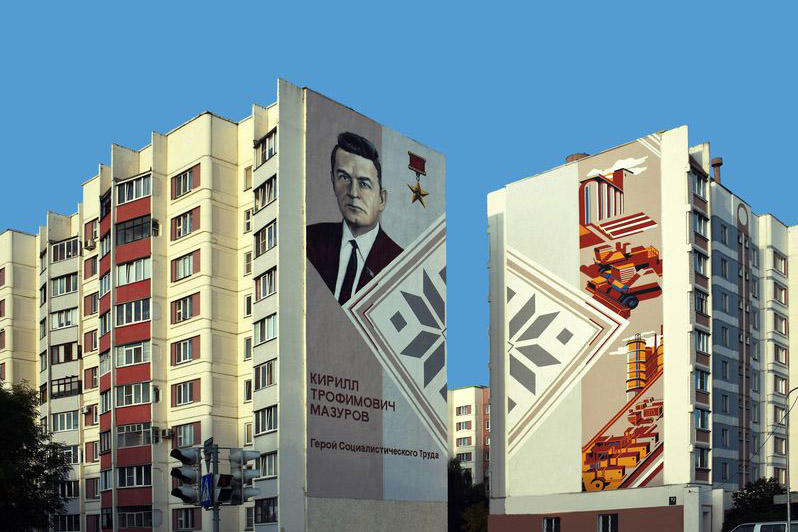 КИРИЛЛ
ТРОФИМОВИЧ
МАЗУРОВ
Герой Социалистического Труда